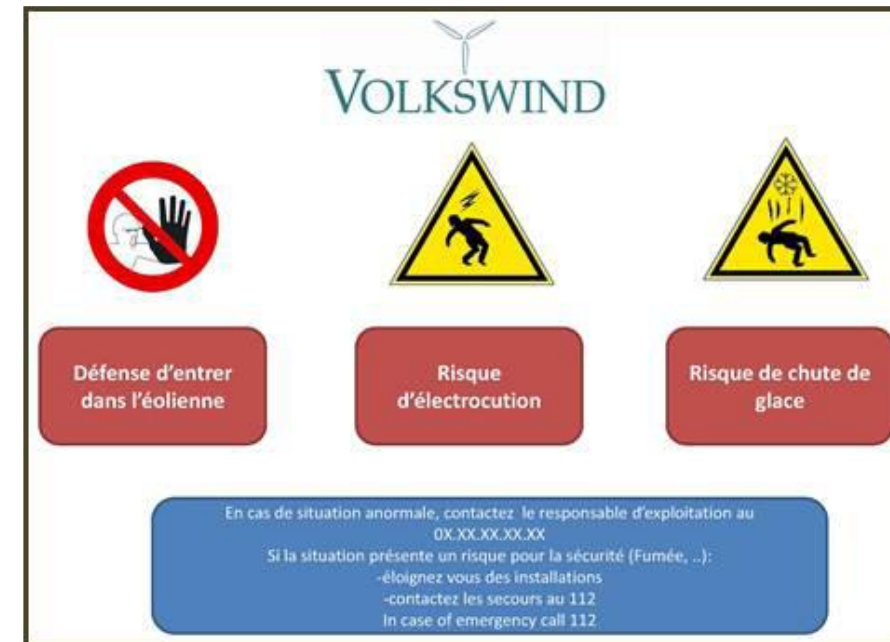 VOLKSWIND
Défense d'entrer
dans l'éolienne
Risque
d'électrocution
Risque de chute de
glace
En cas de situation anormale, contactez le responsable d'exploitation au
0X.XX.XX.XX.XX
Si la situation présente un risque pour la sécurité (Fumée, ..):
-éloignez vous des installations
-contactez les secours au 112
In case of emergency call 112